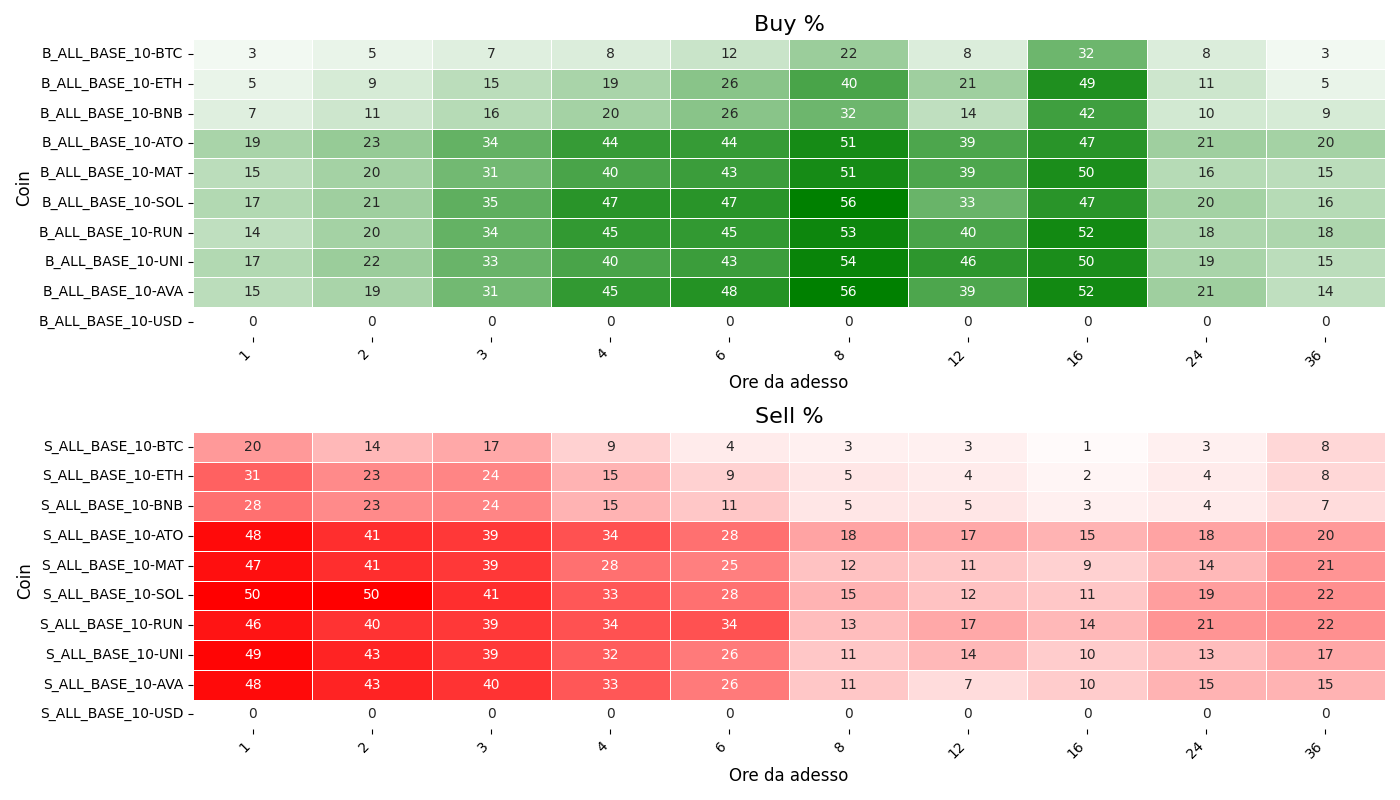 Buy %
Coin
B_ALL_BASE_10-BTC 3 5 7 8 12 22 8 32 8 3
B_ALL_BASE_10-ETH 5 9 15 19 26 40 21 49 11 5
B_ALL_BASE_10-BNB 7 11 16 20 26 32 14 42 10 9
B_ALL_BASE_10-ATO 19 23 34 44 44 51 39 47 21 20
B_ALL_BASE_10-MAT 15 20 31 40 43 51 39 50 16 15
B_ALL_BASE_10-SOL 17 21 35 47 47 56 33 47 20 16
B_ALL_BASE_10-RUN 14 20 34 45 45 53 40 52 18 18
B_ALL_BASE_10-UNI 17 22 33 40 43 54 46 50 19 15
B_ALL_BASE_10-AVA 15 19 31 45 48 56 39 52 21 14
B_ALL_BASE_10-USD 0 0 0 0 0 0 0 0 0 0
1 2 3 4 6 8 12 16 24 36
Ore da adesso
Sell %
Coin
S_ALL_BASE_10-BTC 20 14 17 9 4 3 3 1 3 8
S_ALL_BASE_10-ETH 31 23 24 15 9 5 4 2 4 8
S_ALL_BASE_10-BNB 28 23 24 15 11 5 5 3 4 7
S_ALL_BASE_10-ATO 48 41 39 34 28 18 17 15 18 20
S_ALL_BASE_10-MAT 47 41 39 28 25 12 11 9 14 21
S_ALL_BASE_10-SOL 50 50 41 33 28 15 12 11 19 22
S_ALL_BASE_10-RUN 46 40 39 34 34 13 17 14 21 22
S_ALL_BASE_10-UNI 49 43 39 32 26 11 14 10 13 17
S_ALL_BASE_10-AVA 48 43 40 33 26 11 7 10 15 15
S_ALL_BASE_10-USD 0 0 0 0 0 0 0 0 0 0
1 2 3 4 6 8 12 16 24 36
Ore da adesso